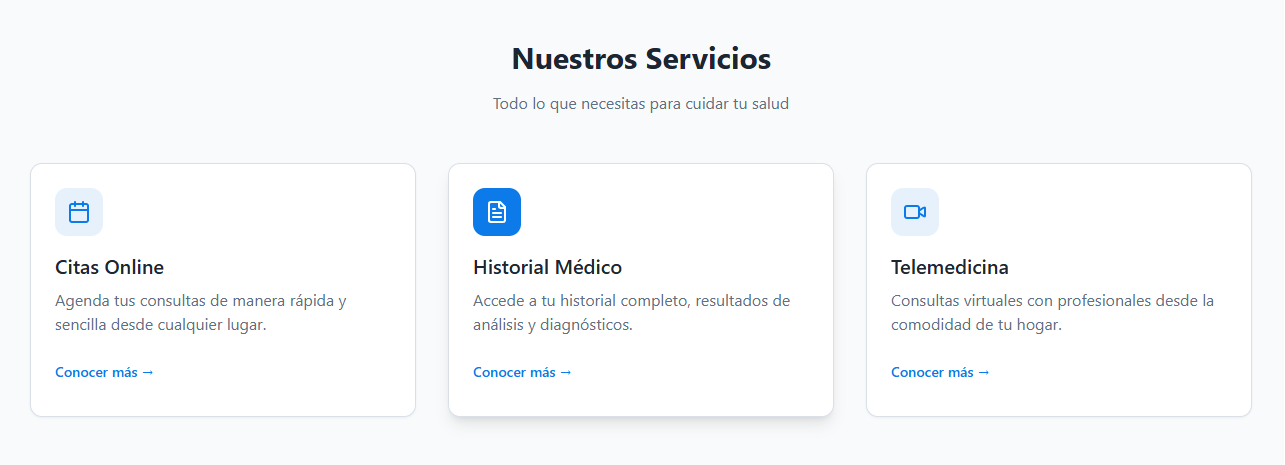 Nuestros Servicios
Todo lo que necesitas para cuidar tu salud
Citas Online
Agenda tus consultas de manera rápida y
sencilla desde cualquier lugar.
Conocer más →
Historial Médico
Accede a tu historial completo, resultados de
análisis y diagnósticos.
Conocer más →
Telemedicina
Consultas virtuales con profesionales desde la
comodidad de tu hogar.
Conocer más →